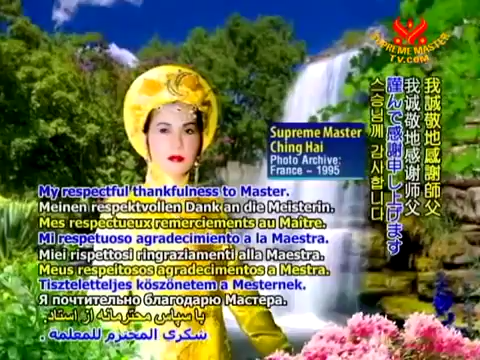 SUPREME MASTER
TV.COM
Supreme Master
Ching Hai
Photo Archive:
France - 1995
我誠敬地感謝師父
我诚敬地感谢师父
謹んで感謝申し上げます
스승님께 감사합니다
My respectful thankfulness to Master.
Meinen respektvollen Dank an die Meisterin.
Mes respectueux remerciements au Maître.
Mi respetuoso agradecimiento a la Maestra.
Miei rispettosi ringraziamenti alla Maestra.
Meus respeitosos agradecimentos a Mestra.
Tiszteletteljes köszönetem a Mesternek.
Я почтительно благодарю Мастера.
با سپاس محترمانه از استاد.
شكري المحترم للمعلمة .